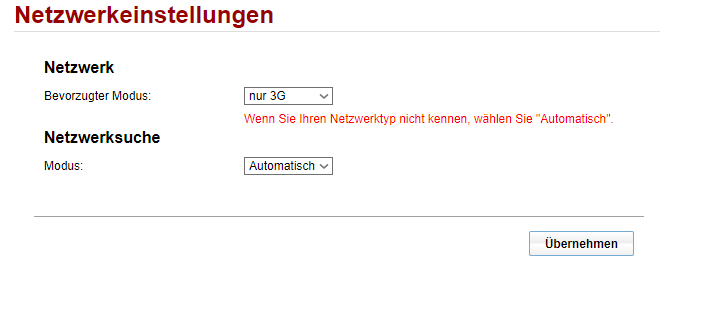 Netzwerkeinstellungen
Netzwerk
Bevorzugter Modus: nur 3G
Wenn Sie Ihren Netzwerktyp nicht kennen, wählen Sie "Automatisch".
Netzwerksuche
Modus: Automatisch
Übernehmen